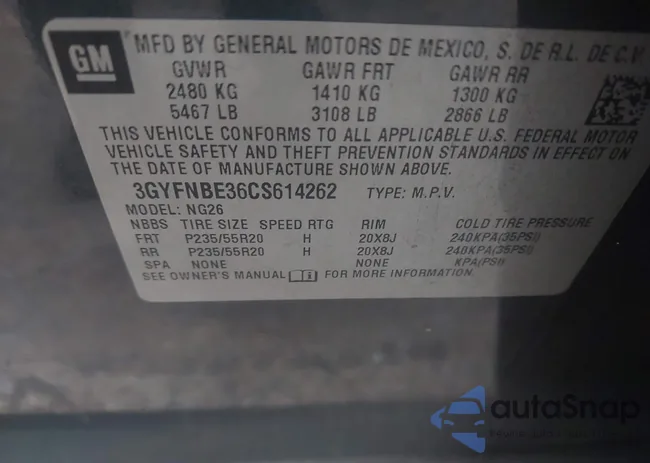 GM
MFD BY GENERAL MOTORS DE MEXICO, S. DE R.L. DE C.V.
GVWR GAWR FRT GAWR RR
2480 KG 1410 KG 1300 KG
5467 LB 3108 LB 2866 LB
THIS VEHICLE CONFORMS TO ALL APPLICABLE U.S. FEDERAL MOTOR
VEHICLE SAFETY AND THEFT PREVENTION STANDARDS IN EFFECT ON
THE DATE OF MANUFACTURE SHOWN ABOVE.
3GYFNBE36CS614262 TYPE: M.P.V.
MODEL: NG26
NBBS TIRE SIZE SPEED RTG RIM COLD TIRE PRESSURE
FRT P235/55R20 H 20X8J 240KPA(35PSI)
RR P235/55R20 H 20X8J 240KPA(35PSI)
SPA NONE NONE KPA(PSI)
SEE OWNER'S MANUAL FOR MORE INFORMATION.
autoSnap